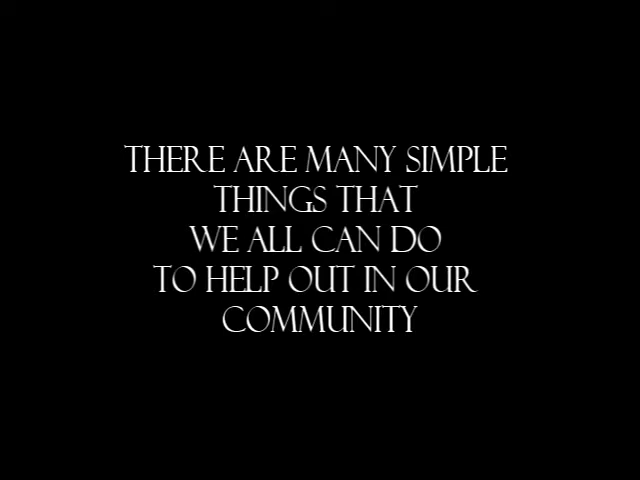 THERE ARE MANY SIMPLE
THINGS THAT
WE ALL CAN DO
TO HELP OUT IN OUR
COMMUNITY